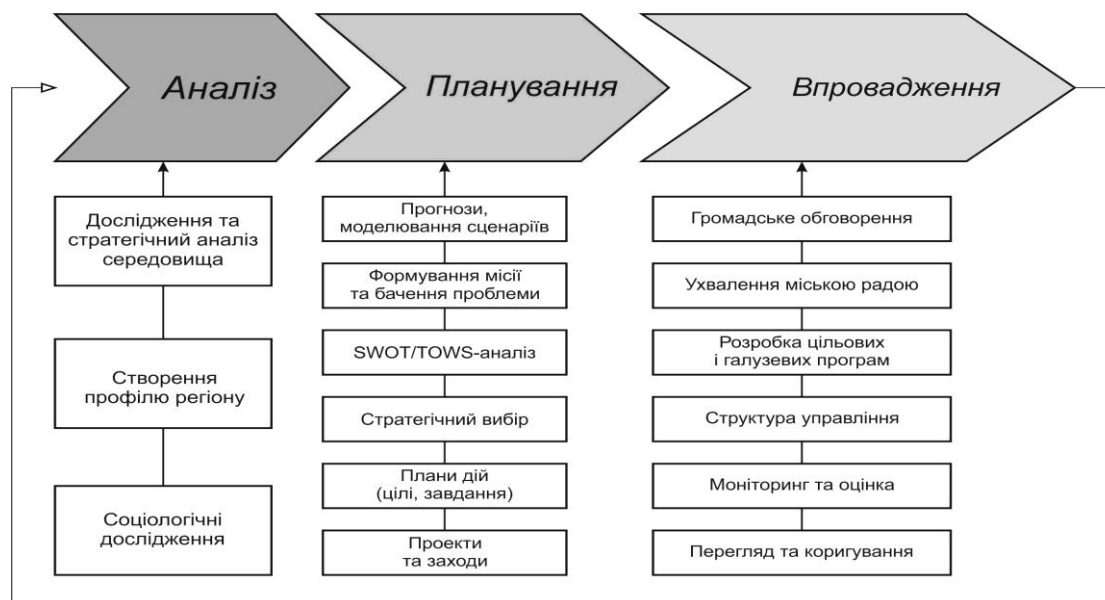 Аналіз
Планування
Впровадження
Дослідження та
стратегічний аналіз
середовища
Створення
профілю регіону
Соціологічні
дослідження
Прогнози,
моделювання сценаріїв
Формування місії
та бачення проблеми
SWOT/TOWS-аналіз
Стратегічний вибір
Плани дій
(цілі, завдання)
Проекти
та заходи
Громадське обговорення
Ухвалення міською радою
Розробка цільових
і галузевих програм
Структура управління
Моніторинг та оцінка
Перегляд та коригування